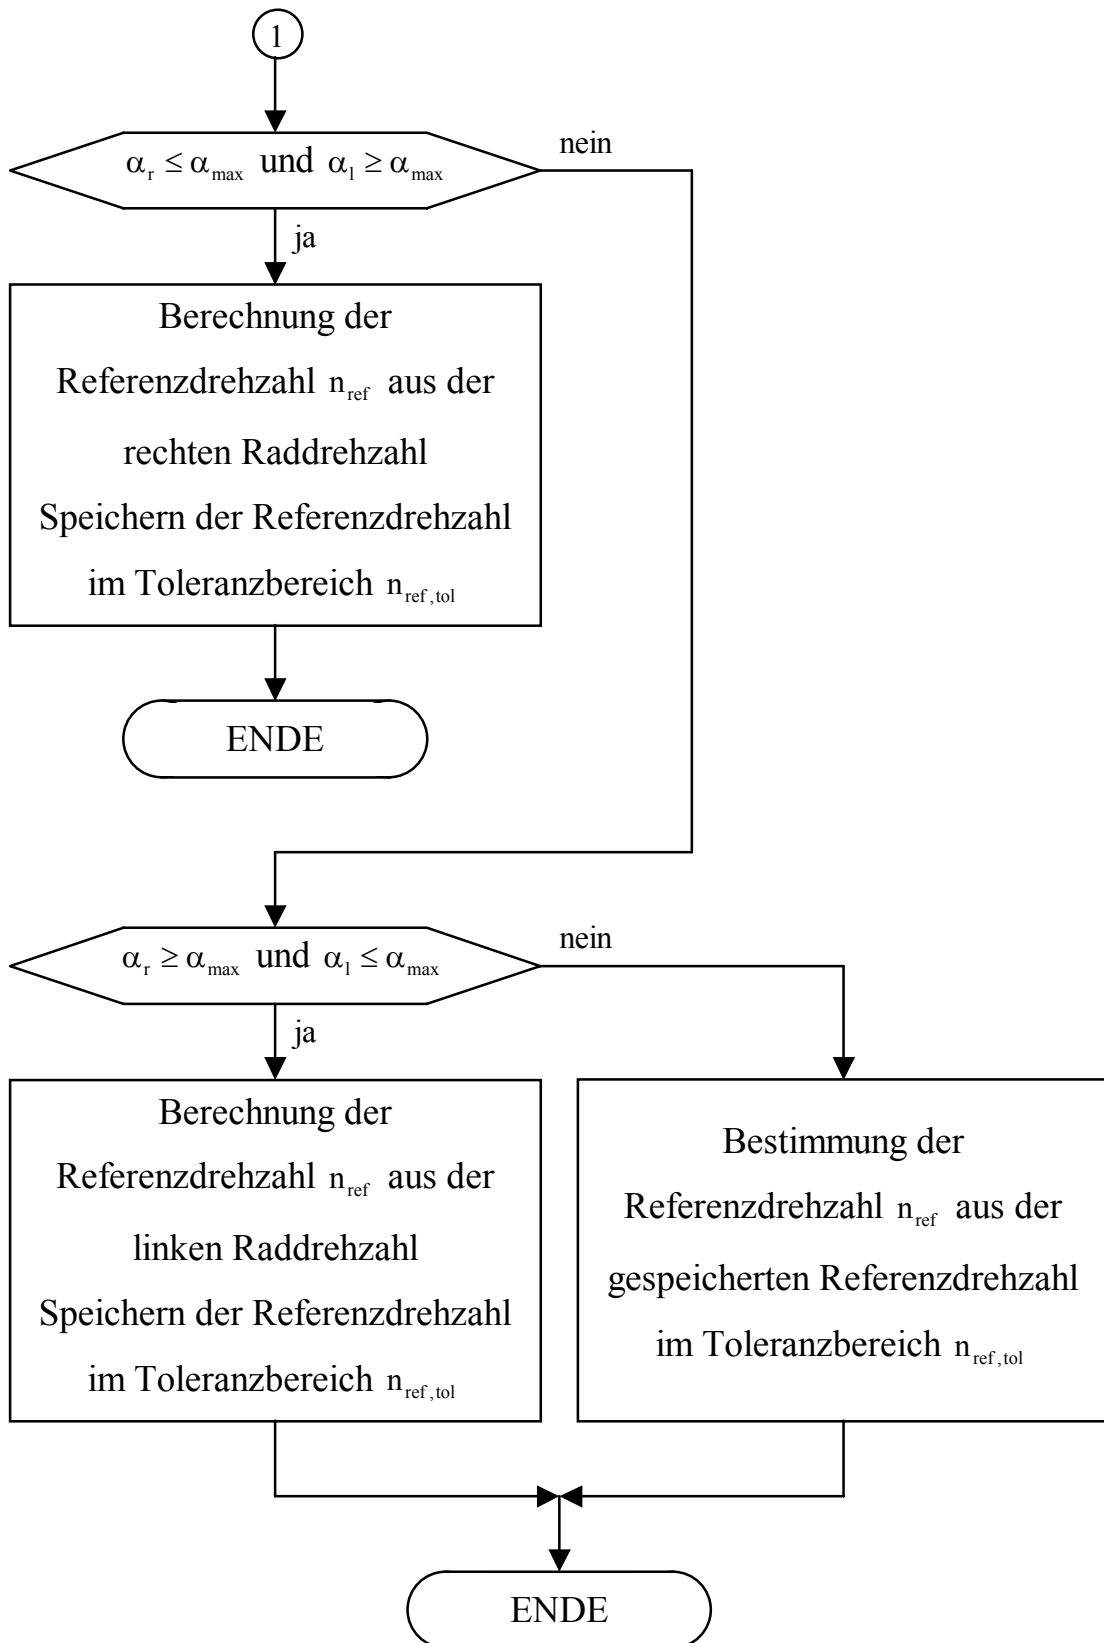 1
α_r ≤ α_max und α_l ≥ α_max
nein
ja
Berechnung der
Referenzdrehzahl n_ref aus der
rechten Raddrehzahl
Speichern der Referenzdrehzahl
im Toleranzbereich n_ref,tol
ENDE
α_r ≥ α_max und α_l ≤ α_max
nein
ja
Berechnung der
Referenzdrehzahl n_ref aus der
linken Raddrehzahl
Speichern der Referenzdrehzahl
im Toleranzbereich n_ref,tol
Bestimmung der
Referenzdrehzahl n_ref aus der
gespeicherten Referenzdrehzahl
im Toleranzbereich n_ref,tol
ENDE